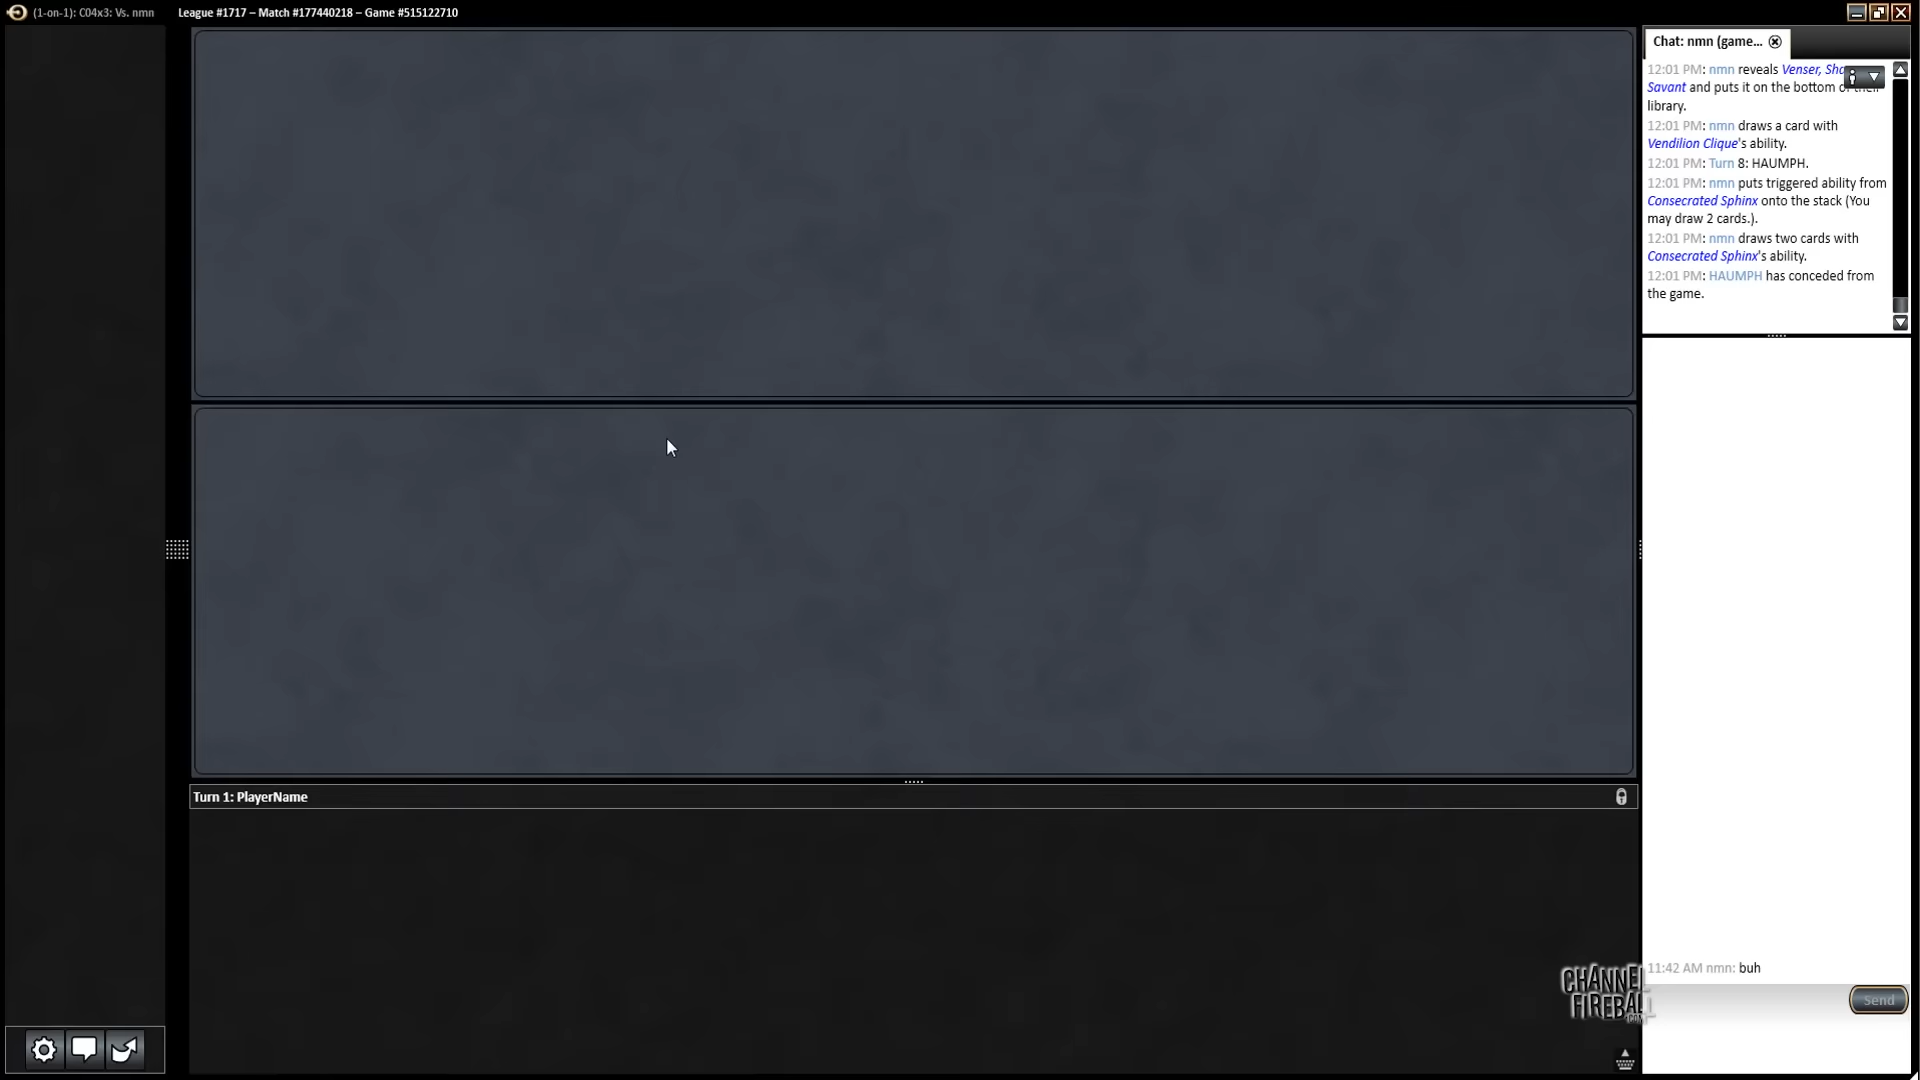 (1-on-1): C04x3: Vs. nmn
League #1717 – Match #177440218 – Game #515122710
Chat: nmn (game...
12:01 PM: nmn reveals Venser, Sha
Savant and puts it on the bottom of their
library.
12:01 PM: nmn draws a card with
Vendilion Clique's ability.
12:01 PM: Turn 8: HAUMPH.
12:01 PM: nmn puts triggered ability from
Consecrated Sphinx onto the stack (You
may draw 2 cards.).
12:01 PM: nmn draws two cards with
Consecrated Sphinx's ability.
12:01 PM: HAUMPH has conceded from
the game.
Turn 1: PlayerName
11:42 AM nmn: buh
Send
CHANNEL
FIREBALL
.COM